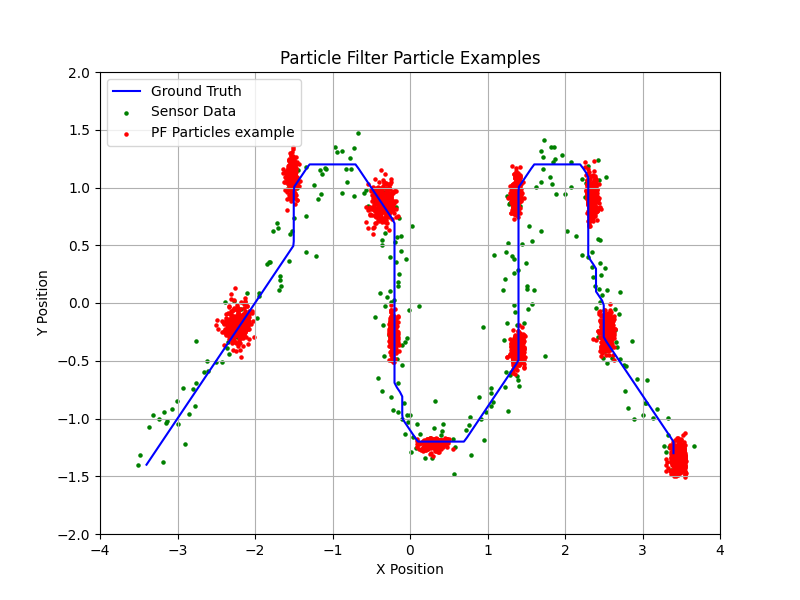 Particle Filter Particle Examples
Ground Truth
Sensor Data
PF Particles example
2.0
1.5
1.0
0.5
0.0
−0.5
−1.0
−1.5
−2.0
Y Position
−4 −3 −2 −1 0 1 2 3 4
X Position